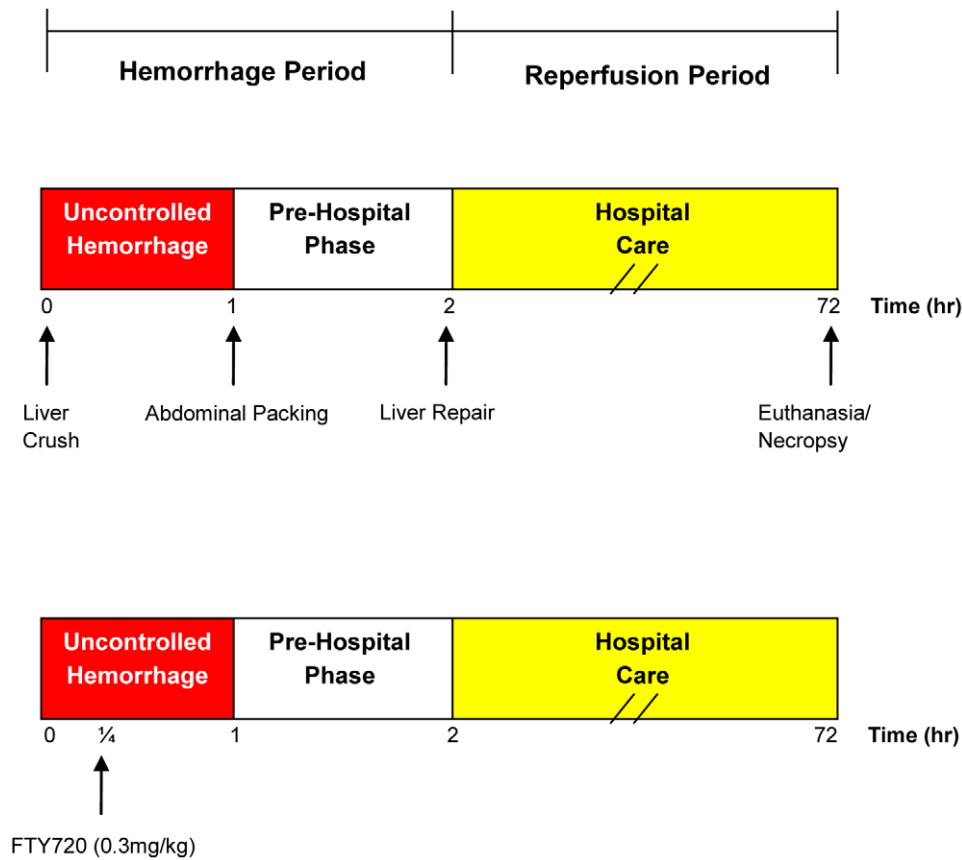 Hemorrhage Period
Reperfusion Period
Uncontrolled
Hemorrhage
Pre-Hospital
Phase
Hospital
Care
0
1
2
72
Time (hr)
Liver
Crush
Abdominal Packing
Liver Repair
Euthanasia/
Necropsy
Uncontrolled
Hemorrhage
Pre-Hospital
Phase
Hospital
Care
0
¼
1
2
72
Time (hr)
FTY720 (0.3mg/kg)